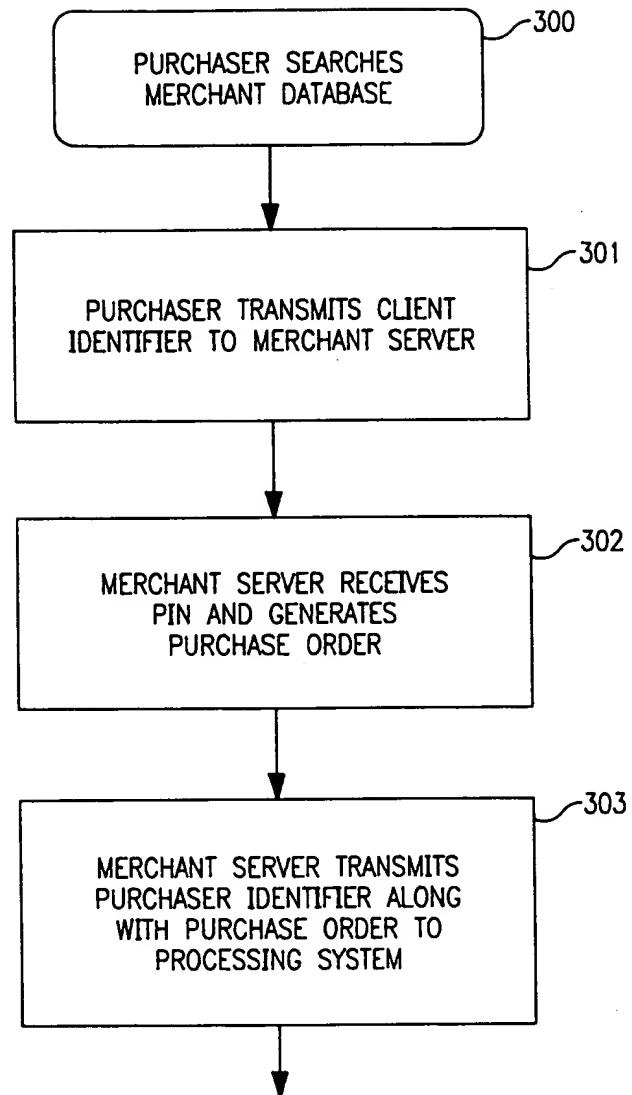 300
PURCHASER SEARCHES
MERCHANT DATABASE
301
PURCHASER TRANSMITS CLIENT
IDENTIFIER TO MERCHANT SERVER
302
MERCHANT SERVER RECEIVES
PIN AND GENERATES
PURCHASE ORDER
303
MERCHANT SERVER TRANSMITS
PURCHASER IDENTIFIER ALONG
WITH PURCHASE ORDER TO
PROCESSING SYSTEM